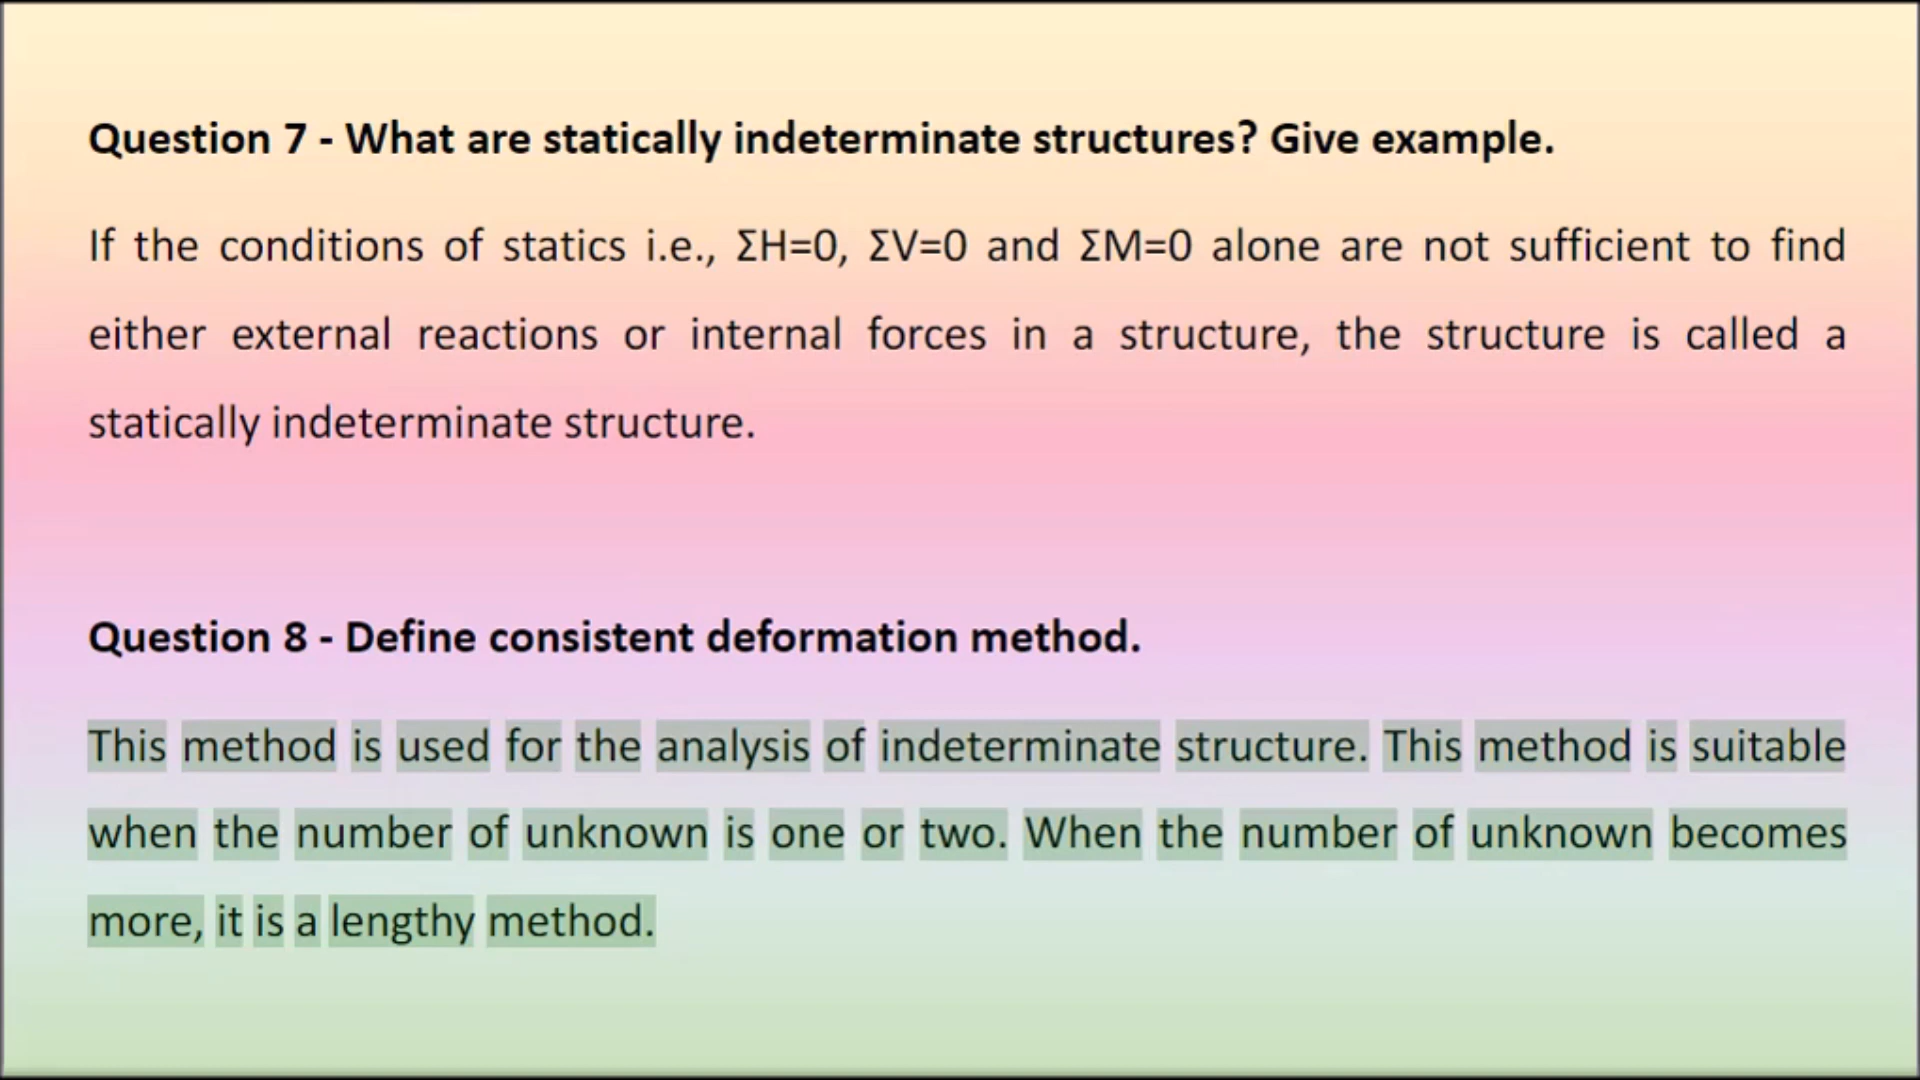 Question 7 - What are statically indeterminate structures? Give example.
If the conditions of statics i.e., ΣH=0, ΣV=0 and ΣM=0 alone are not sufficient to find
either external reactions or internal forces in a structure, the structure is called a
statically indeterminate structure.
Question 8 - Define consistent deformation method.
This method is used for the analysis of indeterminate structure. This method is suitable
when the number of unknown is one or two. When the number of unknown becomes
more, it is a lengthy method.